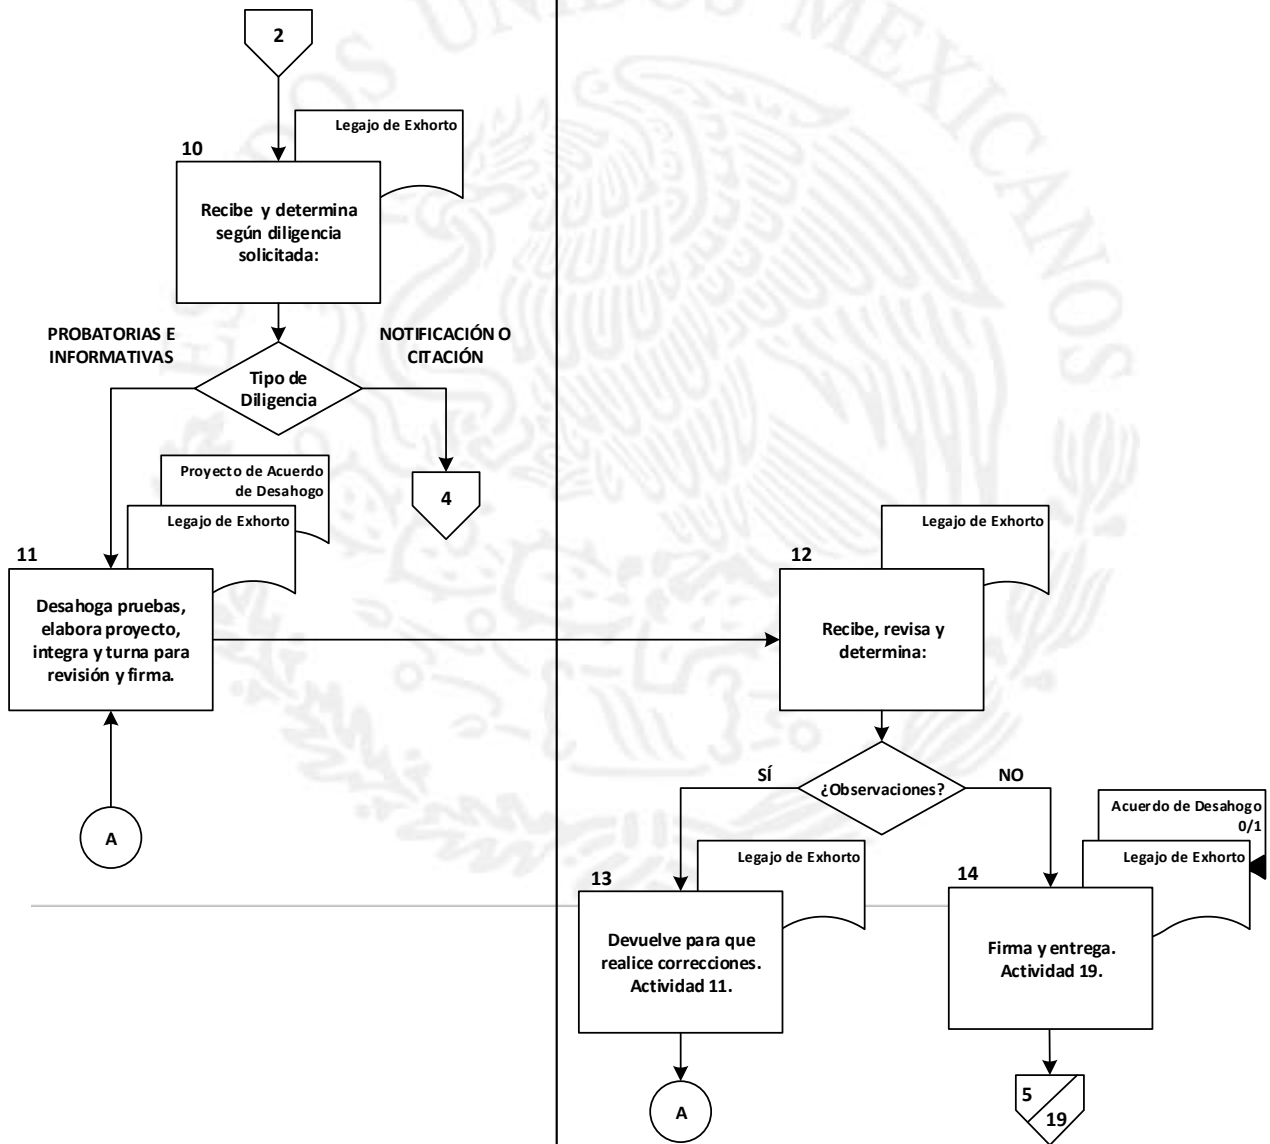 UNIDOS MEXICANOS
2
Legajo de Exhorto
10
Recibe y determina
según diligencia
solicitada:
PROBATORIAS E
INFORMATIVAS
NOTIFICACIÓN O
CITACIÓN
Tipo de
Diligencia
Proyecto de Acuerdo
de Desahogo
4
Legajo de Exhorto
11
Desahoga pruebas,
elabora proyecto,
integra y turna para
revisión y firma.
Legajo de Exhorto
12
Recibe, revisa y
determina:
¿Observaciones?
SÍ
NO
A
Legajo de Exhorto
13
Devuelve para que
realice correcciones.
Actividad 11.
A
Acuerdo de Desahogo
0/1
Legajo de Exhorto
14
Firma y entrega.
Actividad 19.
5
19